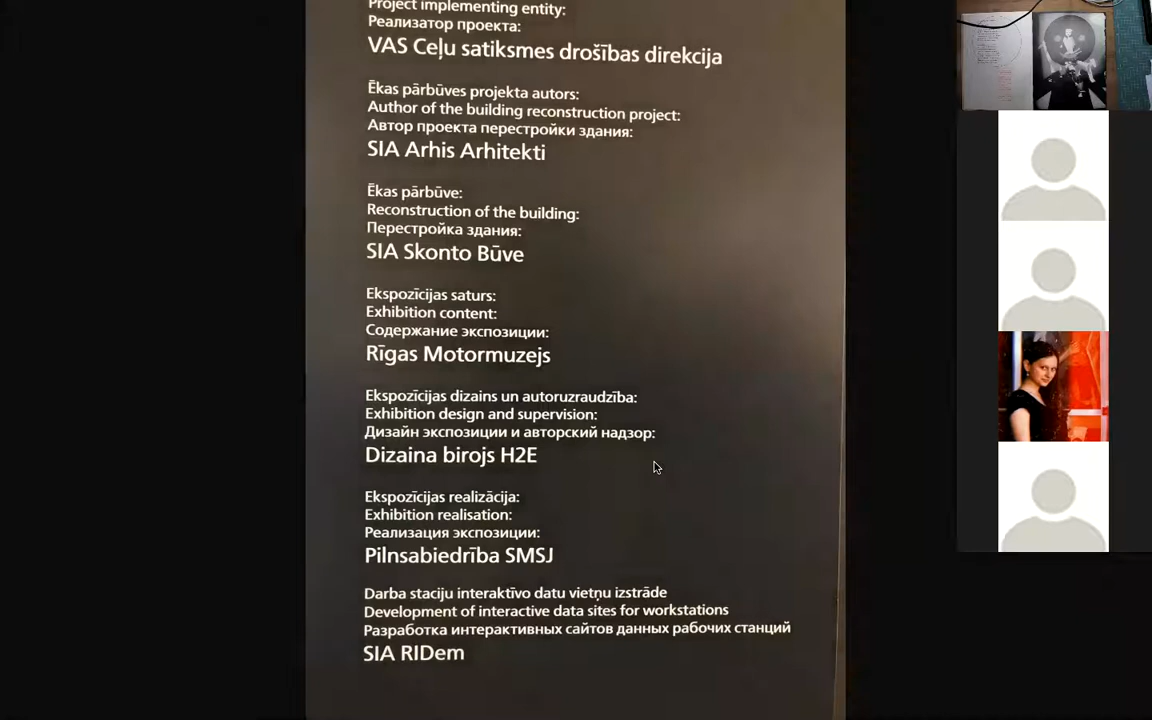 Project implementing entity:
Реализатор проекта:
VAS Ceļu satiksmes drošības direkcija
Ēkas pārbūves projekta autors:
Author of the building reconstruction project:
Автор проекта перестройки здания:
SIA Arhis Arhitekti
Ēkas pārbūve:
Reconstruction of the building:
Перестройка здания:
SIA Skonto Būve
Ekspozīcijas saturs:
Exhibition content:
Содержание экспозиции:
Rīgas Motormuzejs
Ekspozīcijas dizains un autoruzraudzība:
Exhibition design and supervision:
Дизайн экспозиции и авторский надзор:
Dizaina birojs H2E
Ekspozīcijas realizācija:
Exhibition realisation:
Реализация экспозиции:
Pilnsabiedrība SMSJ
Darba staciju interaktīvo datu vietņu izstrāde
Development of interactive data sites for workstations
Разработка интерактивных сайтов данных рабочих станций
SIA RIDem